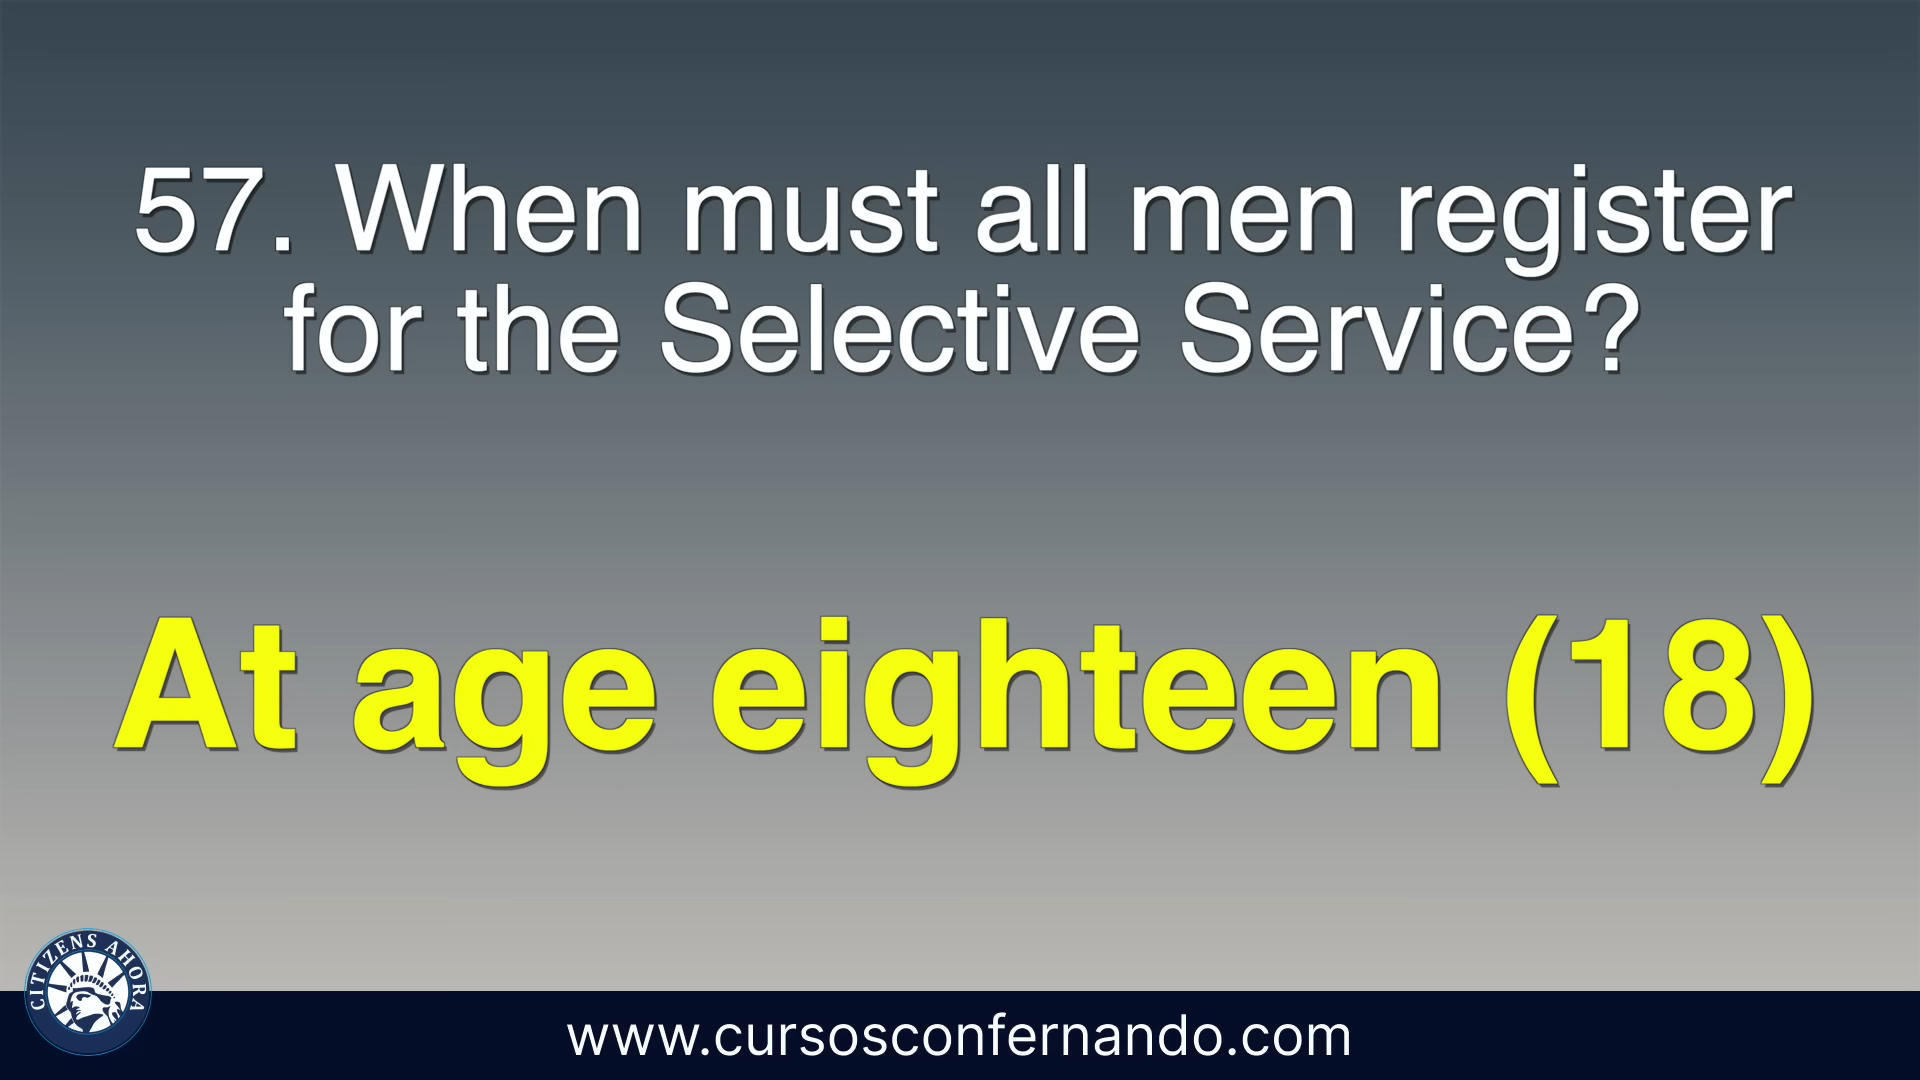 57. When must all men register
for the Selective Service?
At age eighteen (18)
CITIZENS AHORA
www.cursosconfernando.com